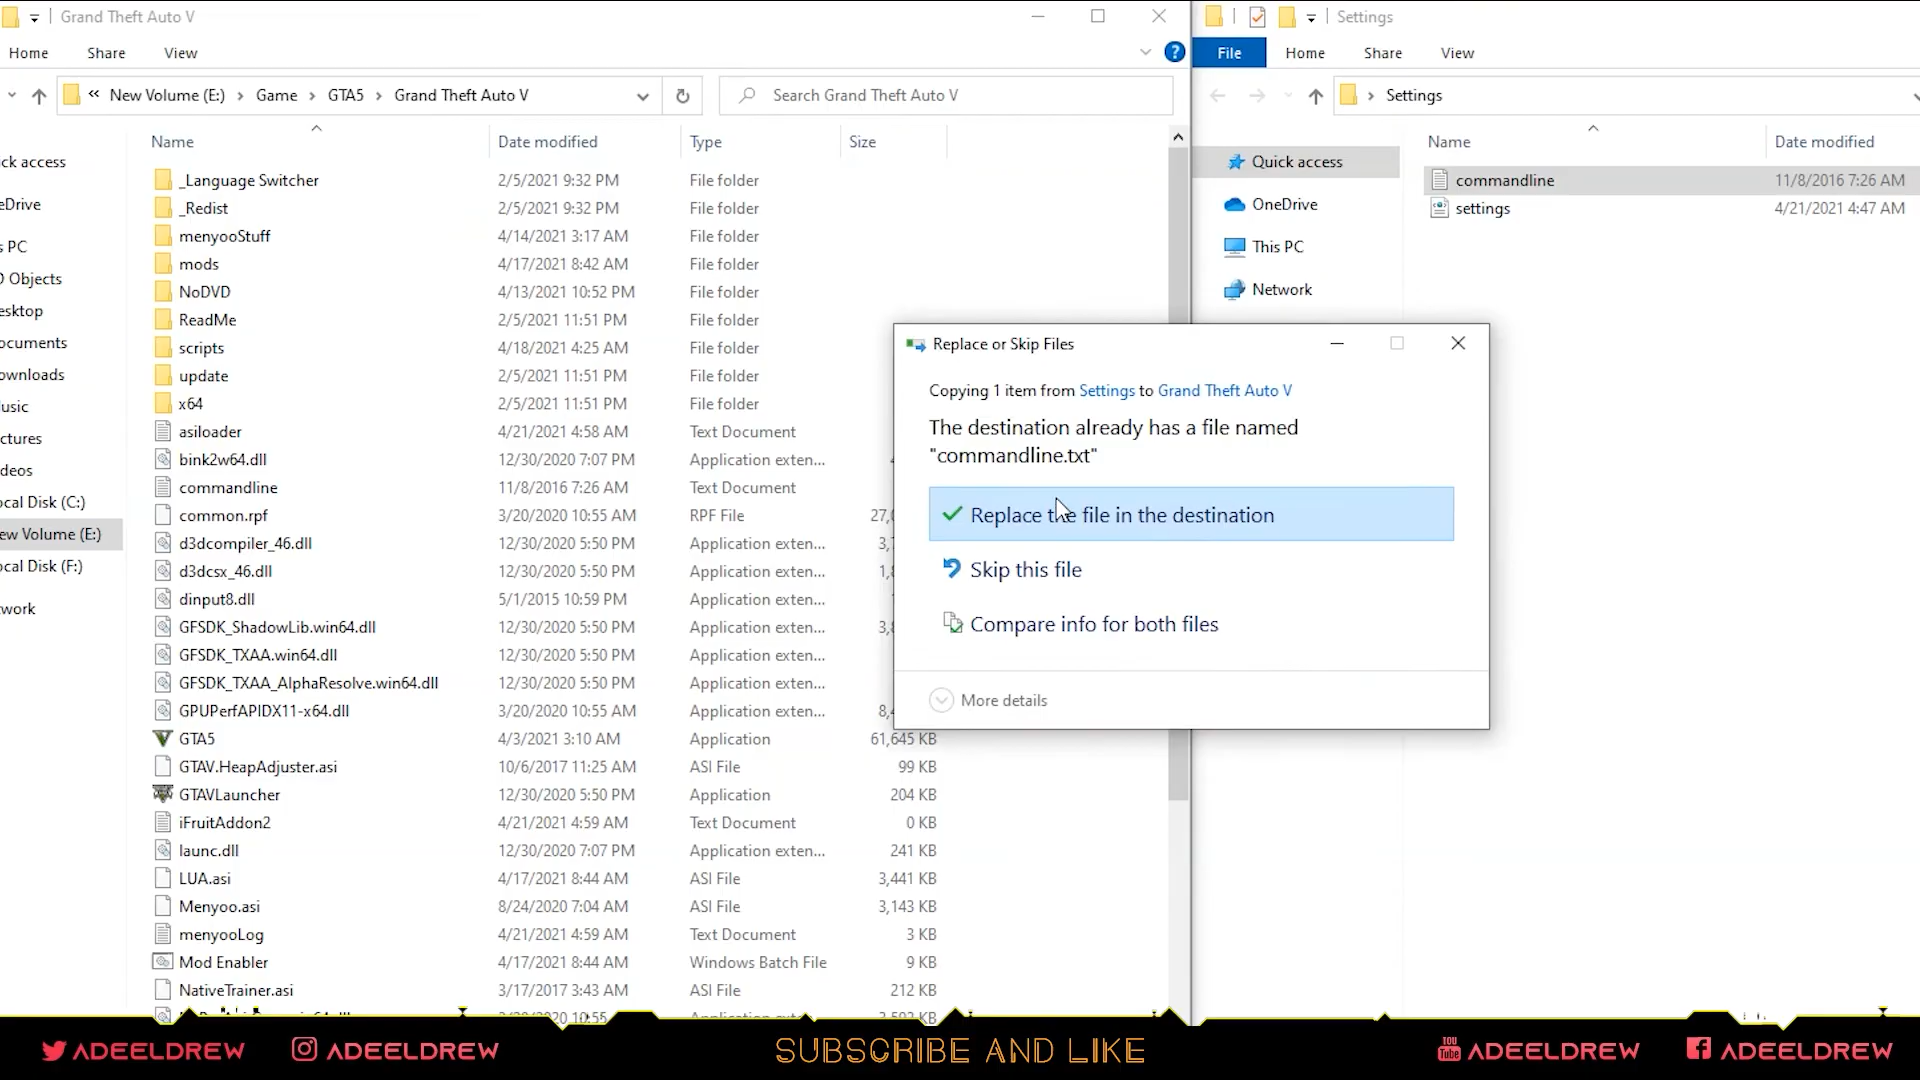 Grand Theft Auto V
Home Share View
New Volume (E:) Game GTA5 Grand Theft Auto V
Search Grand Theft Auto V
Name Date modified Type Size
ck access
eDrive
s PC
D Objects
esktop
ocuments
ownloads
usic
ctures
deos
ocal Disk (C:)
ew Volume (E:)
ocal Disk (F:)
work
_Language Switcher 2/5/2021 9:32 PM File folder
_Redist 2/5/2021 9:32 PM File folder
menyooStuff 4/14/2021 3:17 AM File folder
mods 4/17/2021 8:42 AM File folder
NoDVD 4/13/2021 10:52 PM File folder
ReadMe 2/5/2021 11:51 PM File folder
scripts 4/18/2021 4:25 AM File folder
update 2/5/2021 11:51 PM File folder
x64 2/5/2021 11:51 PM File folder
asiloader 4/21/2021 4:58 AM Text Document
bink2w64.dll 12/30/2020 7:07 PM Application exten...
commandline 11/8/2016 7:26 AM Text Document
common.rpf 3/20/2020 10:55 AM RPF File
d3dcompiler_46.dll 12/30/2020 5:50 PM Application exten...
d3dcsx_46.dll 12/30/2020 5:50 PM Application exten...
dinput8.dll 5/1/2015 10:59 PM Application exten...
GFSDK_ShadowLib.win64.dll 12/30/2020 5:50 PM Application exten...
GFSDK_TXAA.win64.dll 12/30/2020 5:50 PM Application exten...
GFSDK_TXAA_AlphaResolve.win64.dll 12/30/2020 5:50 PM Application exten...
GPUPerfAPIDX11-x64.dll 3/20/2020 10:55 AM Application exten...
GTA5 4/3/2021 3:10 AM Application 61,645 KB
GTAV.HeapAdjuster.asi 10/6/2017 11:25 AM ASI File 99 KB
GTAVLauncher 12/30/2020 5:50 PM Application 204 KB
iFruitAddon2 4/21/2021 4:59 AM Text Document 0 KB
launc.dll 12/30/2020 7:07 PM Application exten... 241 KB
LUA.asi 4/17/2021 8:44 AM ASI File 3,441 KB
Menyoo.asi 8/24/2020 7:04 AM ASI File 3,143 KB
menyooLog 4/21/2021 4:59 AM Text Document 3 KB
Mod Enabler 4/17/2021 8:44 AM Windows Batch File 9 KB
NativeTrainer.asi 3/17/2017 3:43 AM ASI File 212 KB
Settings
File Home Share View
Settings
Name Date modified
Quick access
OneDrive
This PC
Network
commandline 11/8/2016 7:26 AM
settings 4/21/2021 4:47 AM
Replace or Skip Files
Copying 1 item from Settings to Grand Theft Auto V
The destination already has a file named
"commandline.txt"
Replace the file in the destination
Skip this file
Compare info for both files
More details
ADEELDREW ADEELDREW SUBSCRIBE AND LIKE You Tube ADEELDREW ADEELDREW